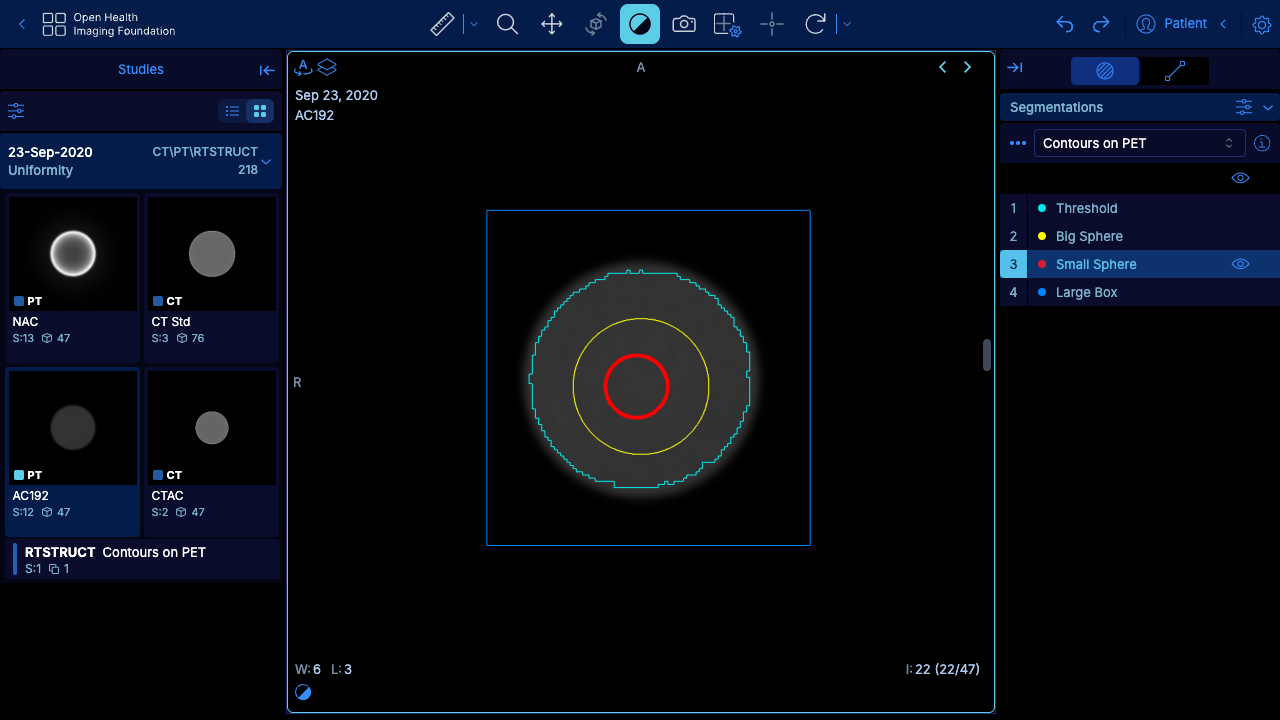 Open Health
Imaging Foundation
Patient
Studies
23-Sep-2020
CT\PT\RTSTRUCT
Uniformity
218
PT
NAC
S:13 47
CT
CT Std
S:3 76
PT
AC192
S:12 47
CT
CTAC
S:2 47
RTSTRUCT Contours on PET
S:1 1
A
A
Sep 23, 2020
AC192
R
W: 6 L: 3
I: 22 (22/47)
Segmentations
Contours on PET
1 Threshold
2 Big Sphere
3 Small Sphere
4 Large Box